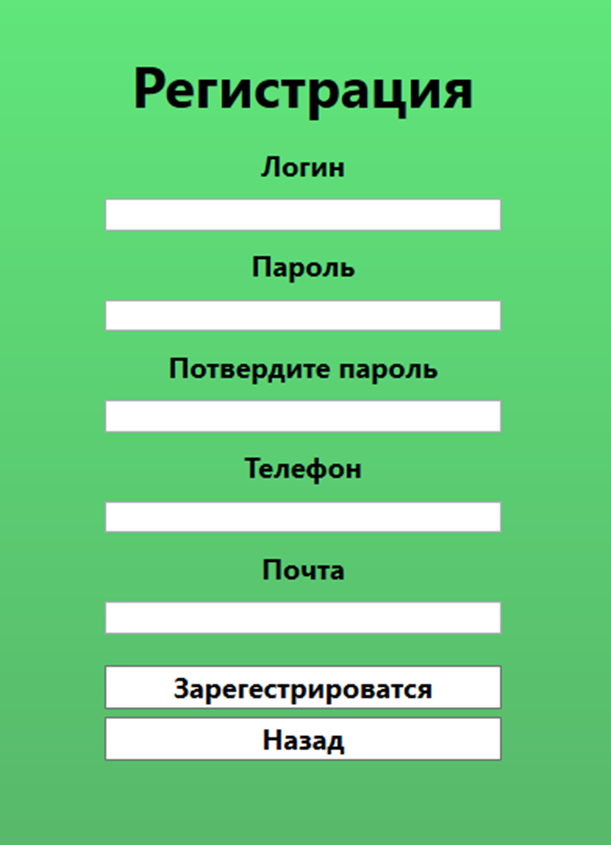 Регистрация
Логин
Пароль
Потвердите пароль
Телефон
Почта
Зарегестрироватся
Назад